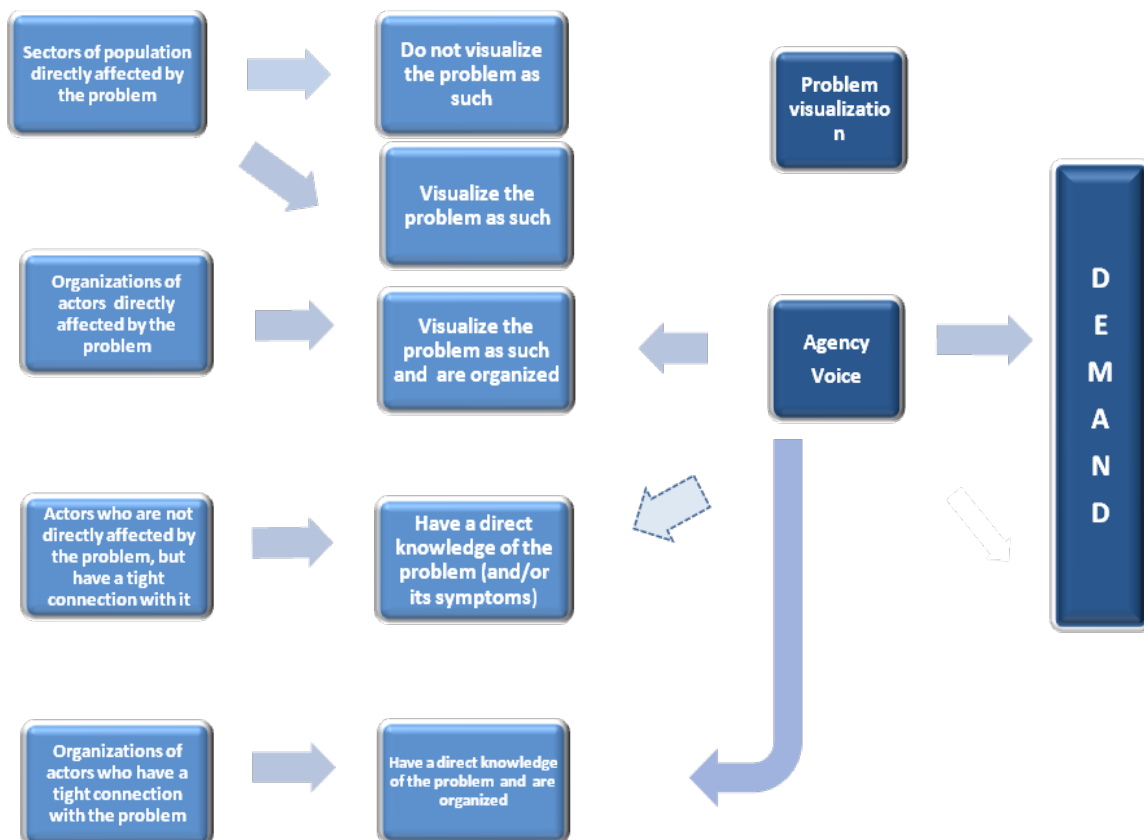 Sectors of population
directly affected by
the problem
Do not visualize
the problem as
such
Problem
visualizatio
n
Visualize the
problem as such
Organizations of
actors directly
affected by the
problem
Visualize the
problem as such
and are organized
Agency
Voice
D
E
M
A
N
D
Actors who are not
directly affected by
the problem, but
have a tight
connection with it
Have a direct
knowledge of the
problem (and/or
its symptoms)
Organizations of
actors who have a
tight connection
with the problem
Have a direct knowledge
of the problem and are
organized